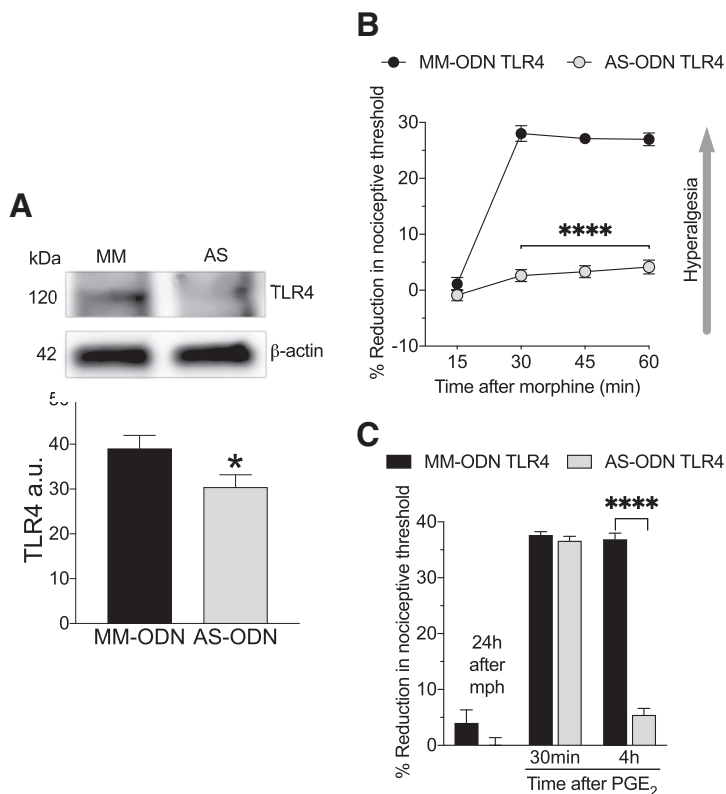 A
kDa MM AS
120 TLR4
42 β-actin
40
30
20
10
0
TLR4 a.u.
*
MM-ODN AS-ODN
B
MM-ODN TLR4 AS-ODN TLR4
% Reduction in nociceptive threshold
30
20
10
0
-10
****
Hyperalgesia
15 30 45 60
Time after morphine (min)
C
MM-ODN TLR4 AS-ODN TLR4
% Reduction in nociceptive threshold
40
30
20
10
0
****
24h
after
mph
30min 4h
Time after PGE₂